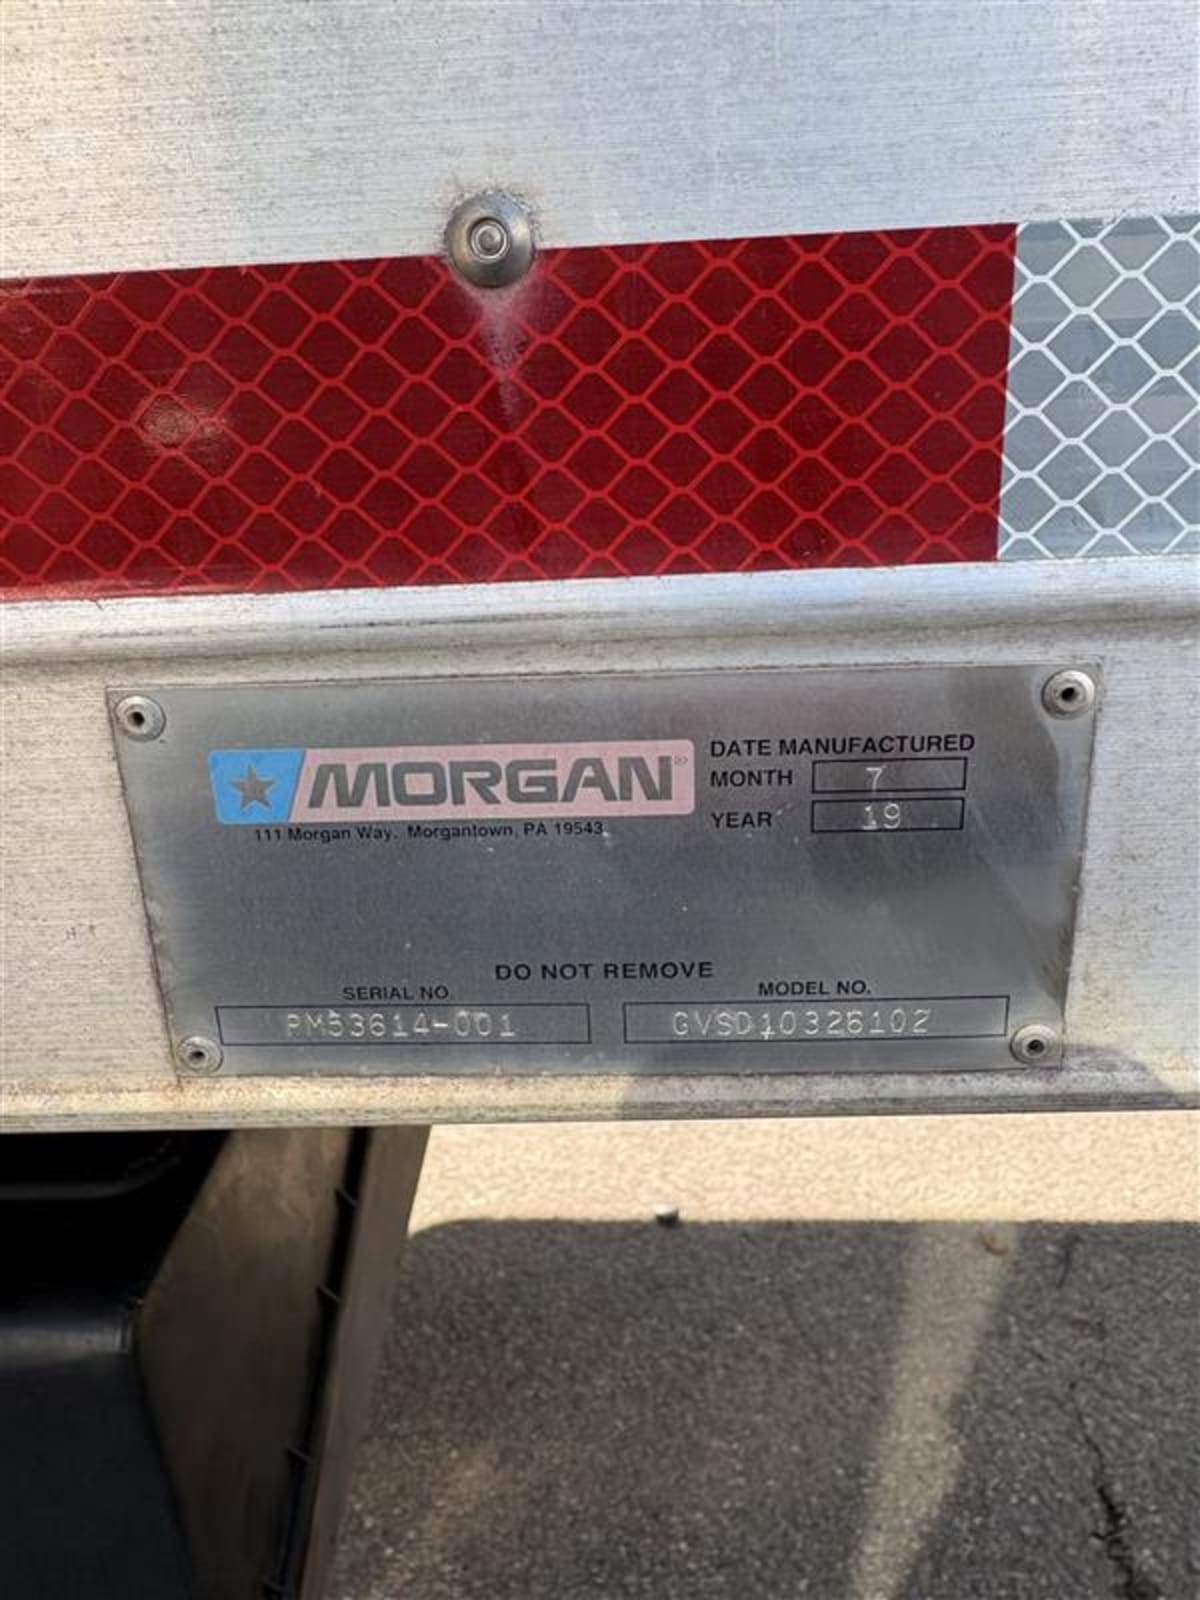 MORGAN®
111 Morgan Way, Morgantown, PA 19543
DATE MANUFACTURED
MONTH 7
YEAR 19
DO NOT REMOVE
SERIAL NO.
PM53614-001
MODEL NO.
GVSD10326102